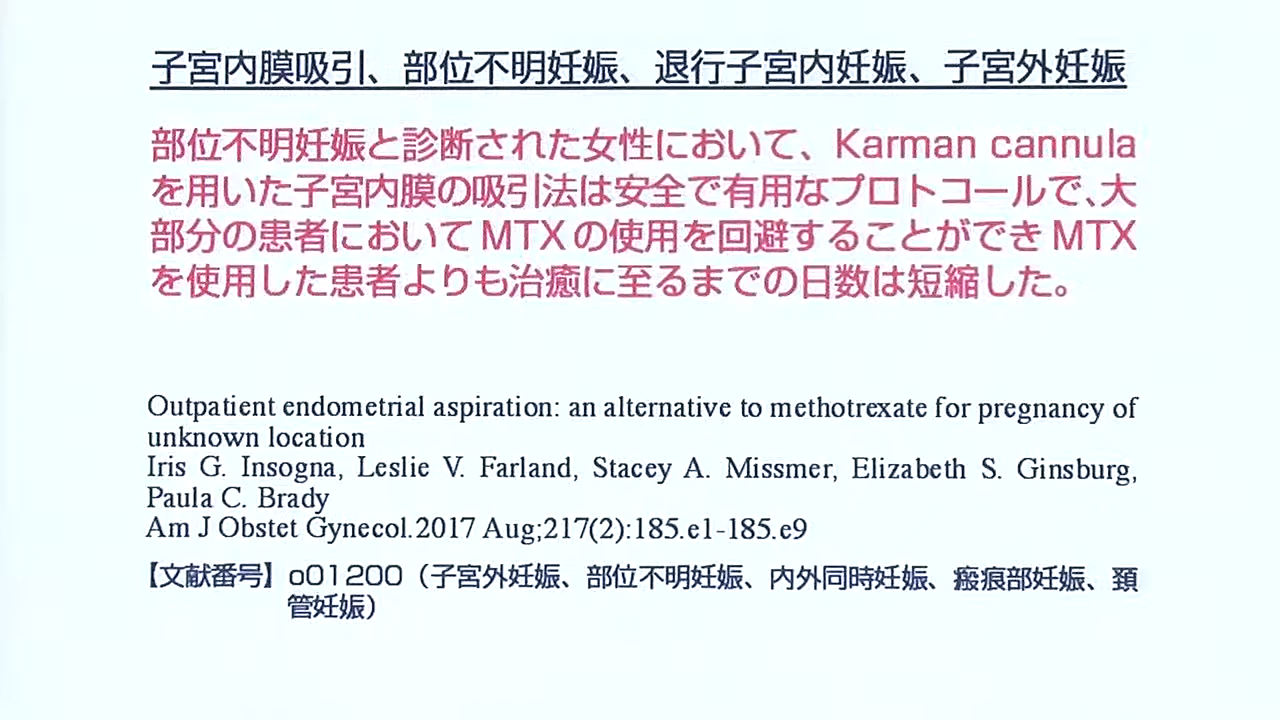 子宮内膜吸引、部位不明妊娠、退行子宮内妊娠、子宮外妊娠
部位不明妊娠と診断された女性において、Karman cannula
を用いた子宮内膜の吸引法は安全で有用なプロトコールで、大
部分の患者において MTX の使用を回避することができ MTX
を使用した患者よりも治癒に至るまでの日数は短縮した。
Outpatient endometrial aspiration: an alternative to methotrexate for pregnancy of
unknown location
Iris G. Insogna, Leslie V. Farland, Stacey A. Missmer, Elizabeth S. Ginsburg,
Paula C. Brady
Am J Obstet Gynecol.2017 Aug;217(2):185.e1-185.e9
【文献番号】o01200（子宮外妊娠、部位不明妊娠、内外同時妊娠、瘢痕部妊娠、頚
管妊娠）